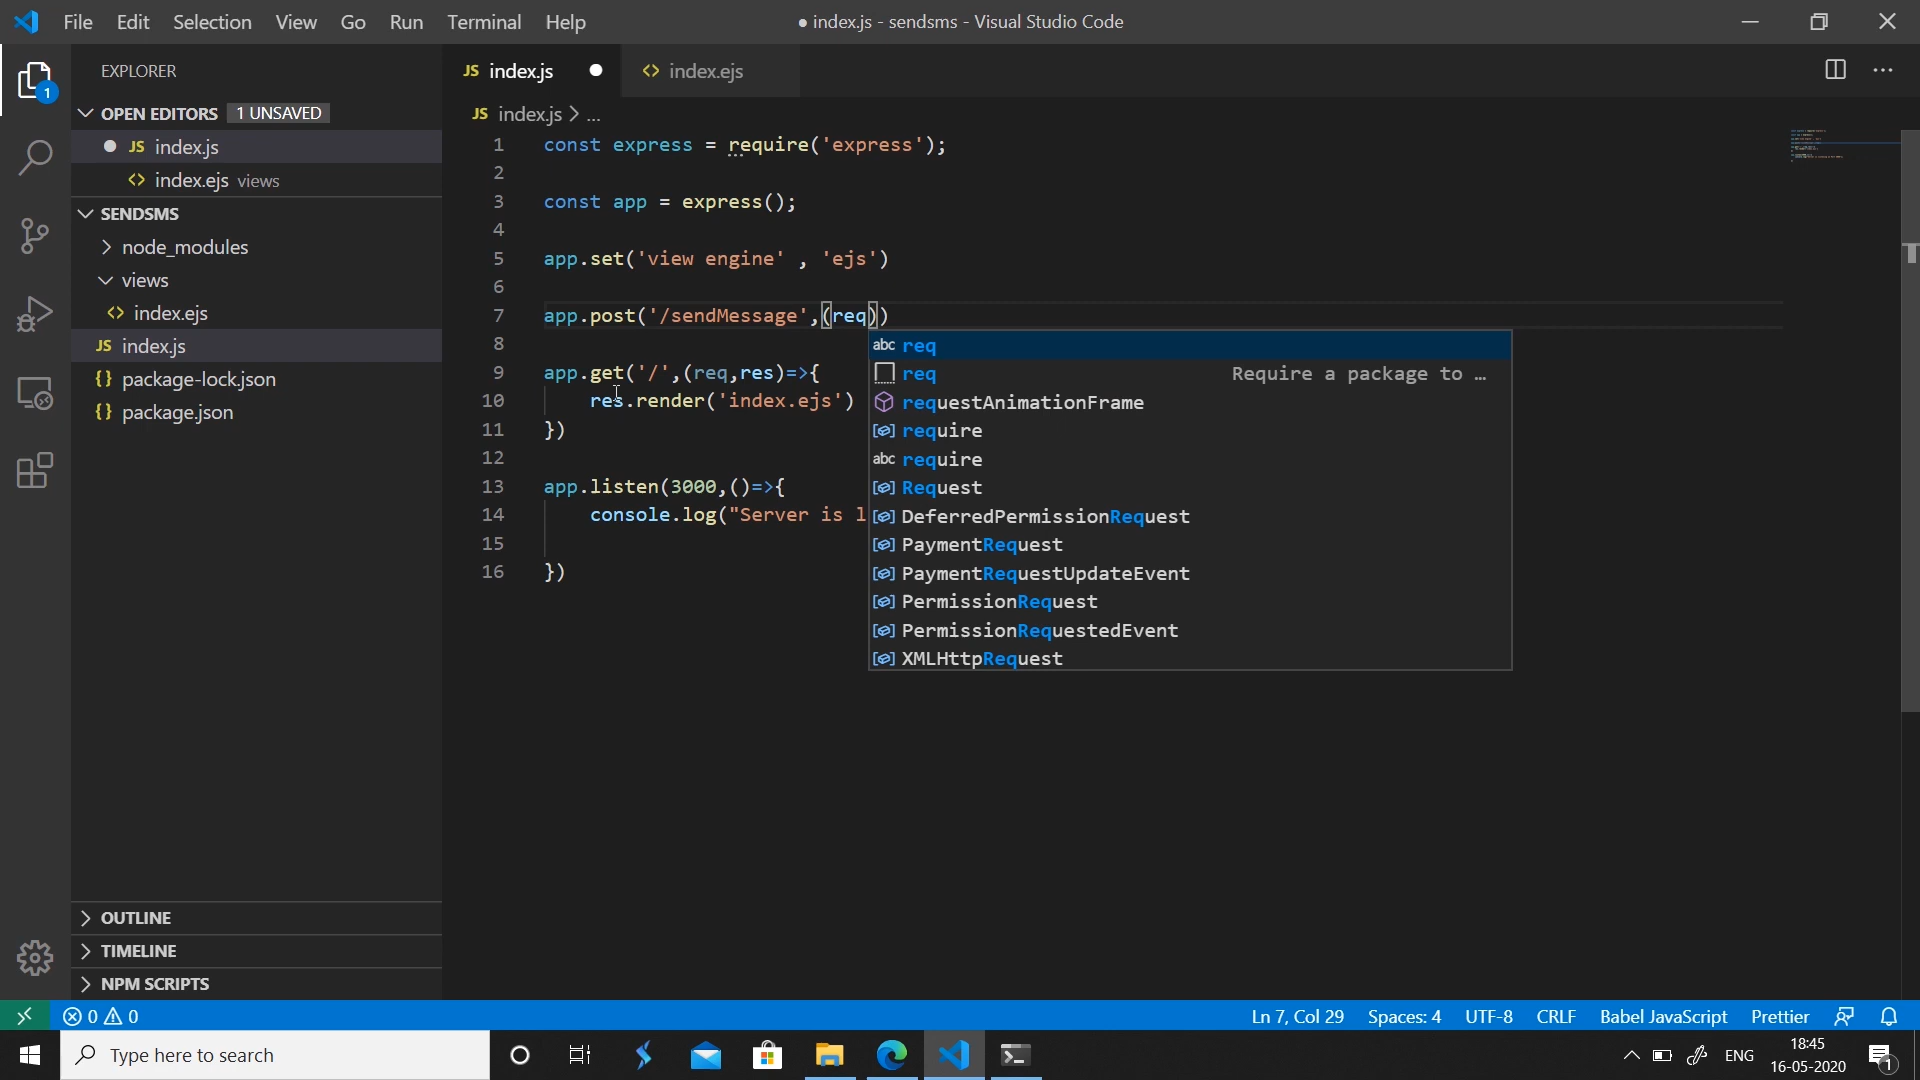 File Edit Selection View Go Run Terminal Help
● index.js - sendsms - Visual Studio Code
EXPLORER
OPEN EDITORS 1 UNSAVED
JS index.js
<> index.ejs views
SENDSMS
node_modules
views
<> index.ejs
JS index.js
{} package-lock.json
{} package.json
OUTLINE
TIMELINE
NPM SCRIPTS
1
JS index.js ●
<> index.ejs
JS index.js > ...
1 const express = require('express');
2
3 const app = express();
4
5 app.set('view engine' , 'ejs')
6
7 app.post('/sendMessage',(req))
8
9 app.get('/',(req,res)=>{
10 res.render('index.ejs')
11 })
12
13 app.listen(3000,()=>{
14 console.log("Server is l
15
16 })
abc req
req Require a package to …
requestAnimationFrame
require
abc require
Request
DeferredPermissionRequest
PaymentRequest
PaymentRequestUpdateEvent
PermissionRequest
PermissionRequestedEvent
XMLHttpRequest
0 0
Ln 7, Col 29 Spaces: 4 UTF-8 CRLF Babel JavaScript Prettier
Type here to search
ENG
18:45
16-05-2020
1